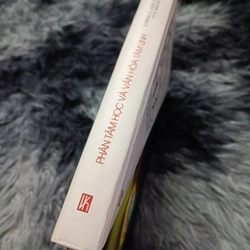 PHÂN TÂM HỌC VÀ VĂN HÓA TÂM LINH